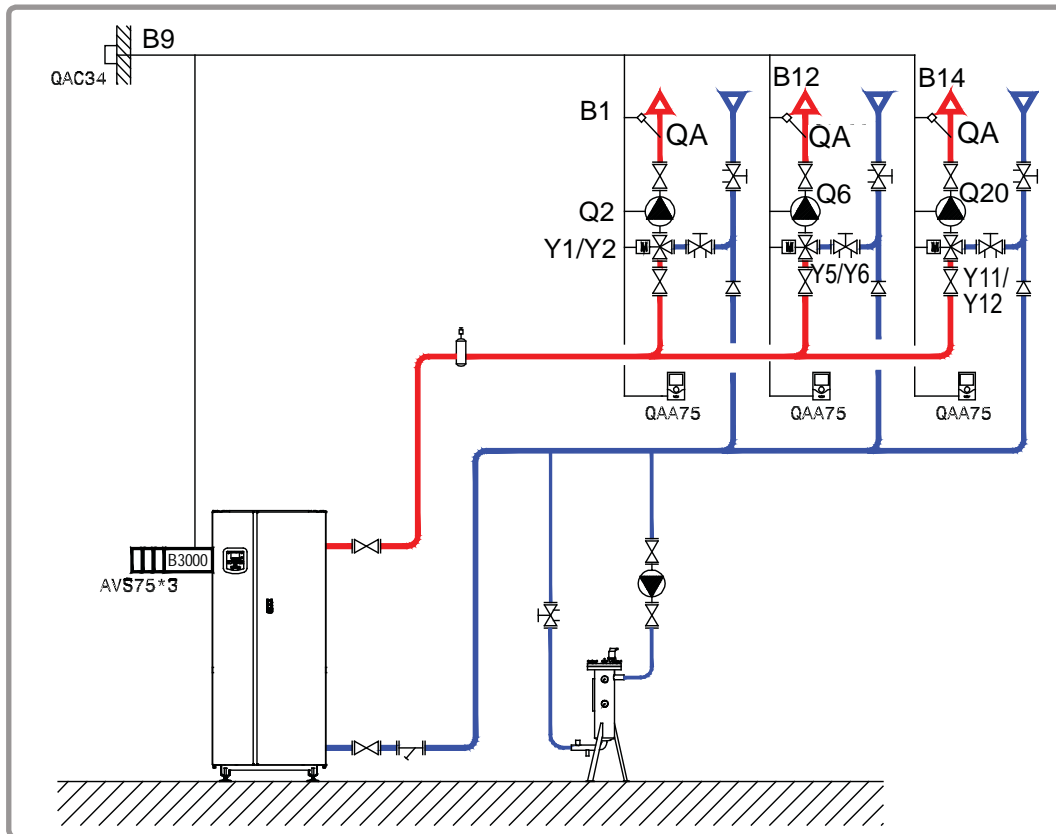 B9
QAC34
B1
QA
B12
QA
B14
QA
Q2
Q6
Q20
Y1/Y2
M
M
Y5/Y6
M
Y11/
Y12
QAA75
QAA75
QAA75
B3000
AVS75*3